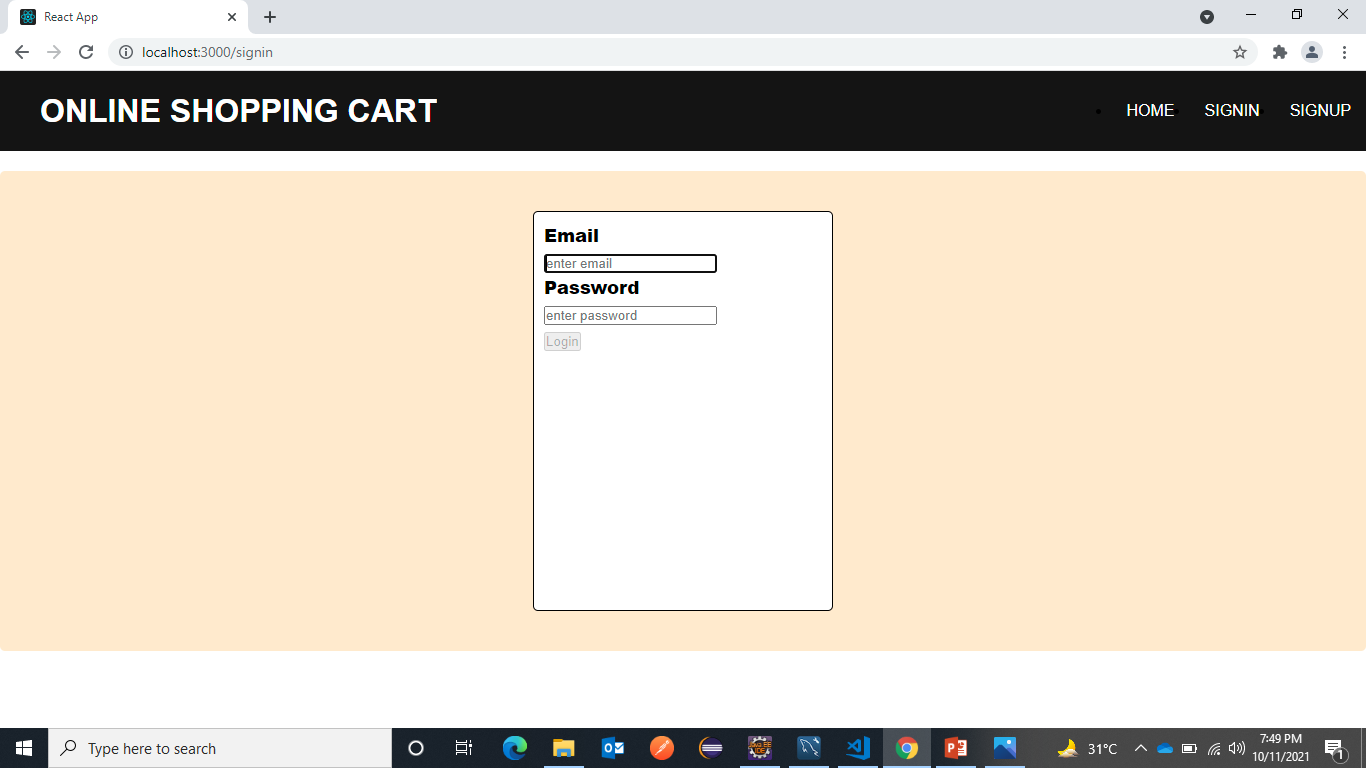 React App
localhost:3000/signin
ONLINE SHOPPING CART
HOME SIGNIN SIGNUP
Email
enter email
Password
enter password
Login
Type here to search
31°C
7:49 PM
10/11/2021
1